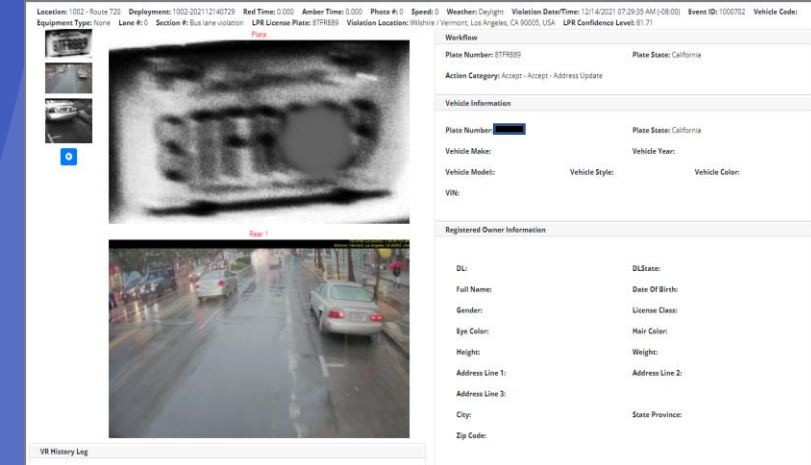 Location: 1002 - Route 720 Deployment: 1002-202112140729 Red Time: 0.000 Amber Time: 0.000 Photo #: 0 Speed: 0 Weather: Daylight Violation Date/Time: 12/14/2021 07:29:35 AM (-08:00) Event ID: 1000702 Vehicle Code:
Equipment Type: None Lane #: 0 Section #: Bus lane violation LPR License Plate: 8TFR889 Violation Location: Wilshire / Vermont, Los Angeles, CA 90005, USA LPR Confidence Level: 81.71
Plate
Rear 1
VR History Log
Workflow
Plate Number: 8TFR889 Plate State: California
Action Category: Accept - Accept - Address Update
Vehicle Information
Plate Number: Plate State: California
Vehicle Make: Vehicle Year:
Vehicle Model:: Vehicle Style: Vehicle Color:
VIN:
Registered Owner Information
DL: DLState:
Full Name: Date Of Birth:
Gender: License Class:
Eye Color: Hair Color:
Height: Weight:
Address Line 1: Address Line 2:
Address Line 3:
City: State Province:
Zip Code: